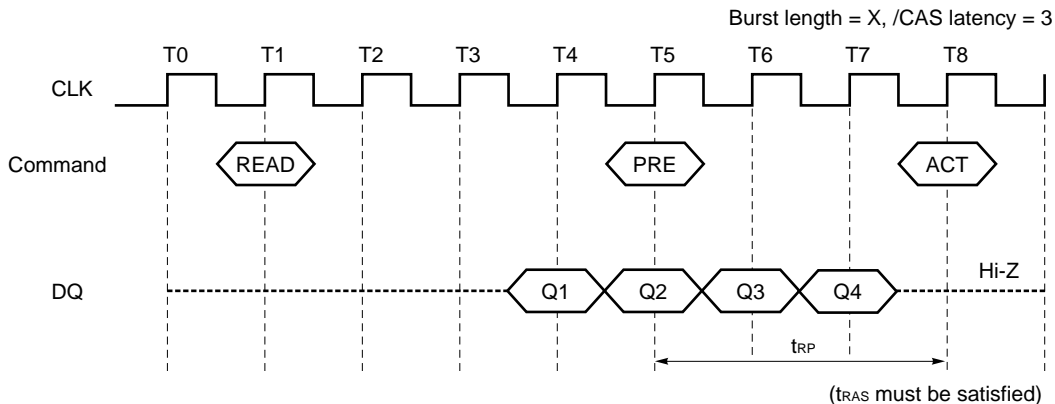 Burst length = X, /CAS latency = 3
T0 T1 T2 T3 T4 T5 T6 T7 T8
CLK
Command READ PRE ACT
Hi-Z
DQ Q1 Q2 Q3 Q4
tRP
(tRAS must be satisfied)